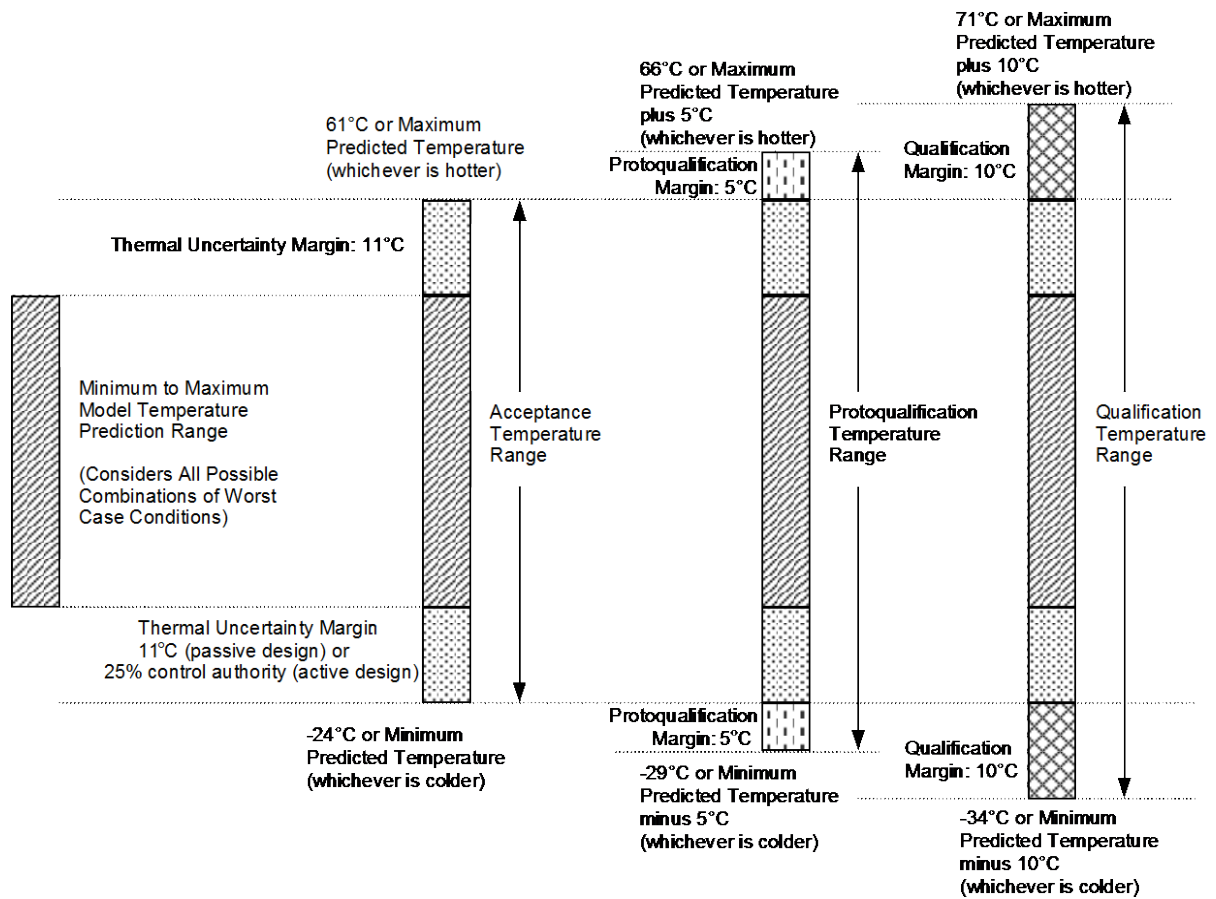 71°C or Maximum
Predicted Temperature
plus 10°C
(whichever is hotter)
66°C or Maximum
Predicted Temperature
plus 5°C
(whichever is hotter)
61°C or Maximum
Predicted Temperature
(whichever is hotter)
Protoqualification
Margin: 5°C
Qualification
Margin: 10°C
Thermal Uncertainty Margin: 11°C
Minimum to Maximum
Model Temperature
Prediction Range
(Considers All Possible
Combinations of Worst
Case Conditions)
Acceptance
Temperature
Range
Protoqualification
Temperature
Range
Qualification
Temperature
Range
Thermal Uncertainty Margin
11°C (passive design) or
25% control authority (active design)
-24°C or Minimum
Predicted Temperature
(whichever is colder)
Protoqualification
Margin: 5°C
-29°C or Minimum
Predicted Temperature
minus 5°C
(whichever is colder)
Qualification
Margin: 10°C
-34°C or Minimum
Predicted Temperature
minus 10°C
(whichever is colder)